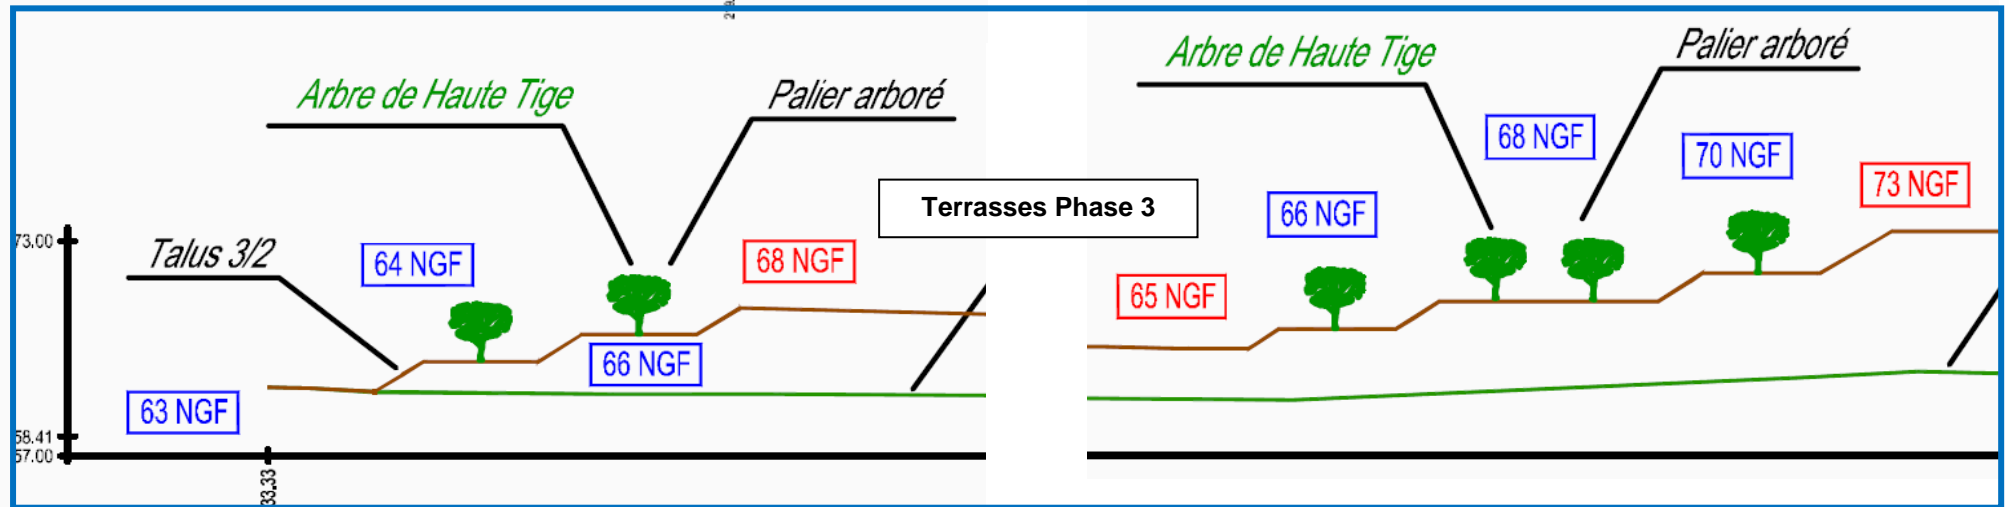 Arbre de Haute Tige
Palier arboré
Talus 3/2
64 NGF
68 NGF
66 NGF
63 NGF
73.00
58.41
57.00
33.33
Terrasses Phase 3
Arbre de Haute Tige
Palier arboré
68 NGF
70 NGF
73 NGF
66 NGF
65 NGF